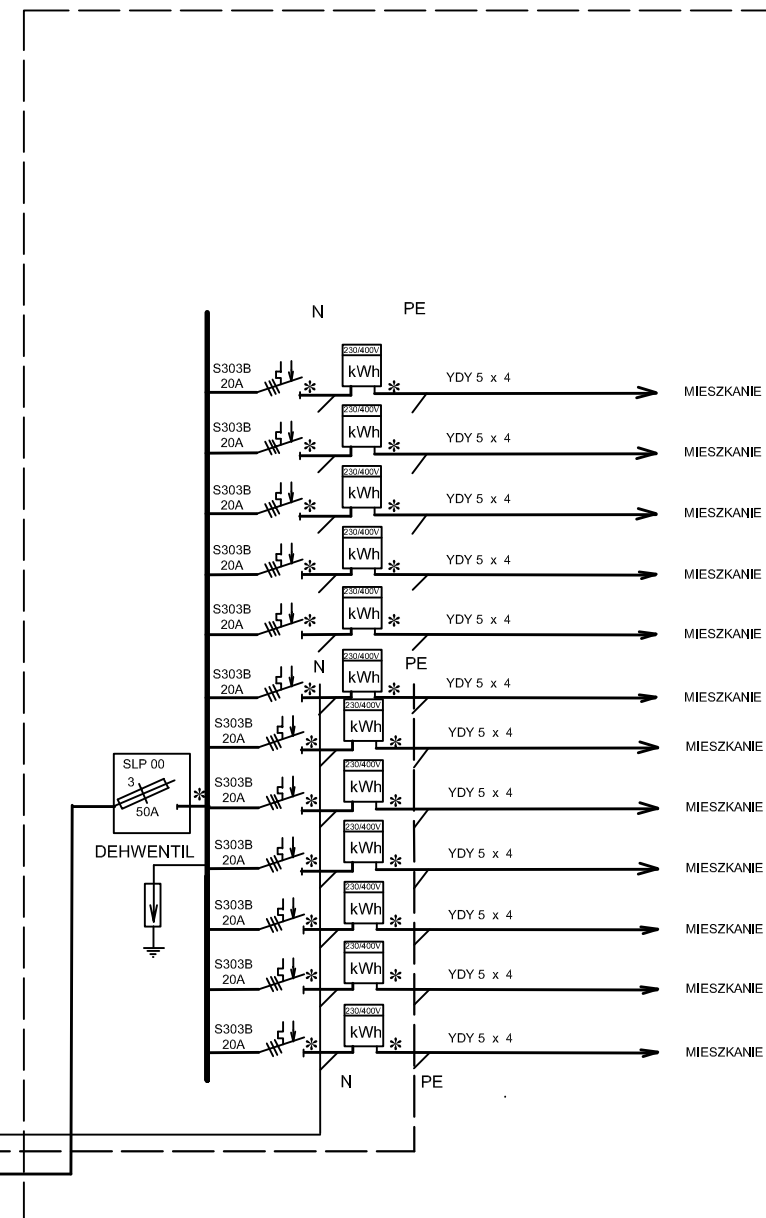 N PE
230/400V
S303B
20A * kWh * YDY 5 x 4 MIESZKANIE
230/400V
S303B
20A * kWh * YDY 5 x 4 MIESZKANIE
230/400V
S303B
20A * kWh * YDY 5 x 4 MIESZKANIE
230/400V
S303B
20A * kWh * YDY 5 x 4 MIESZKANIE
230/400V
S303B
20A * kWh * YDY 5 x 4 MIESZKANIE
N 230/400V PE
S303B
20A * kWh * YDY 5 x 4 MIESZKANIE
230/400V
S303B
20A * kWh * YDY 5 x 4 MIESZKANIE
SLP 00
3
50A
*
DEHWENTIL
230/400V
S303B
20A * kWh * YDY 5 x 4 MIESZKANIE
230/400V
S303B
20A * kWh * YDY 5 x 4 MIESZKANIE
230/400V
S303B
20A * kWh * YDY 5 x 4 MIESZKANIE
230/400V
S303B
20A * kWh * YDY 5 x 4 MIESZKANIE
230/400V
S303B
20A * kWh * YDY 5 x 4 MIESZKANIE
N PE